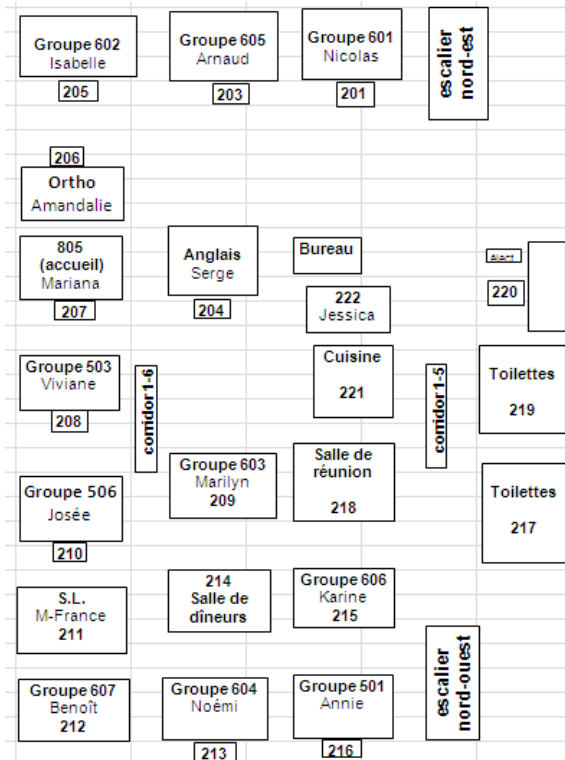 Groupe 602
Isabelle
205
Groupe 605
Arnaud
203
Groupe 601
Nicolas
201
escalier
nord-est
206
Ortho
Amandalie
805
(accueil)
Mariana
207
Anglais
Serge
204
Bureau
222
Jessica
220
Groupe 503
Viviane
208
corridor 1-6
Cuisine
221
corridor 1-5
Toilettes
219
Groupe 506
Josée
210
Groupe 603
Marilyn
209
Salle de
réunion
218
Toilettes
217
S.L.
M-France
211
214
Salle de
dîneurs
Groupe 606
Karine
215
escalier
nord-ouest
Groupe 607
Benoît
212
Groupe 604
Noémi
213
Groupe 501
Annie
216